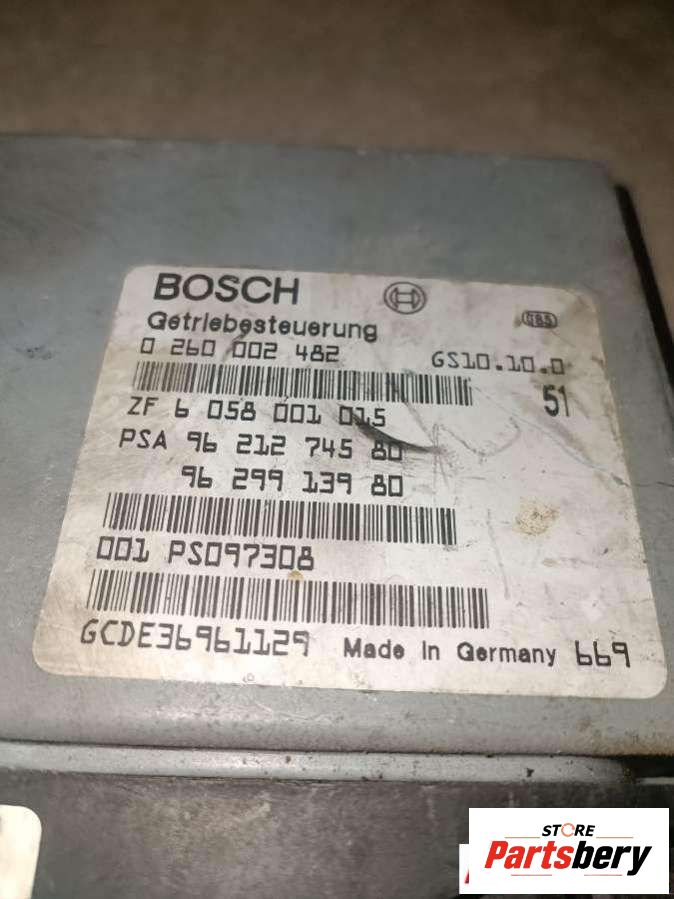 BOSCH
Getriebesteuerung
0 260 002 482 GS10.10.0
51
ZF 6 058 001 015
PSA 96 212 745 80
96 299 139 80
001 PS097308
GCDE36961129 Made in Germany 669
STORE
Partsbery